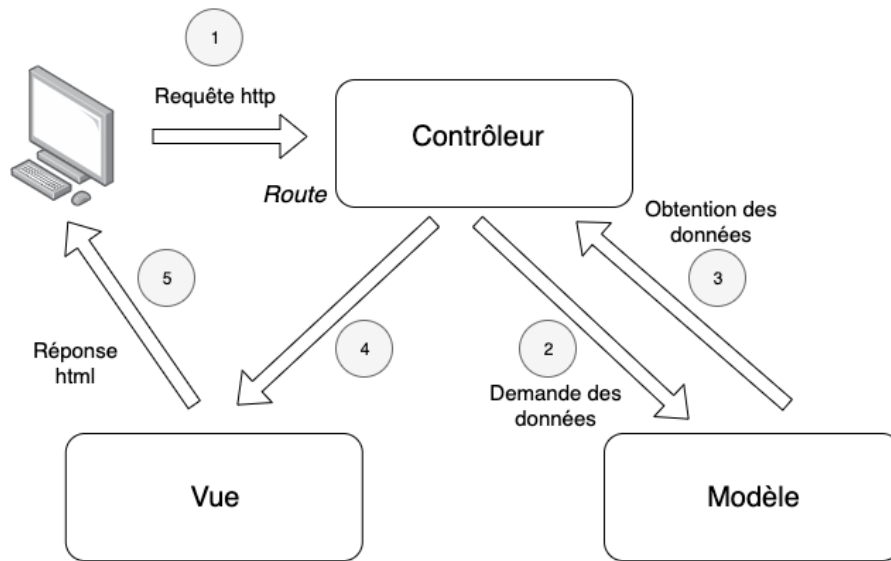 1
Requête http
Contrôleur
Route
Obtention des
données
3
5
4
2
Réponse
html
Demande des
données
Vue
Modèle